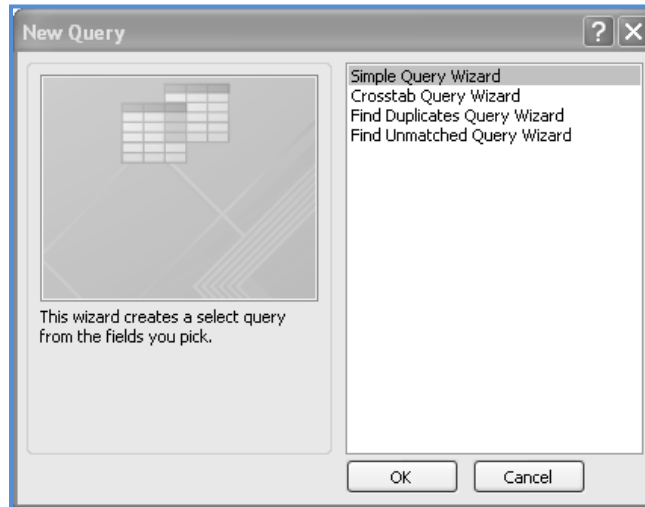 New Query
Simple Query Wizard
Crosstab Query Wizard
Find Duplicates Query Wizard
Find Unmatched Query Wizard
This wizard creates a select query
from the fields you pick.
OK
Cancel